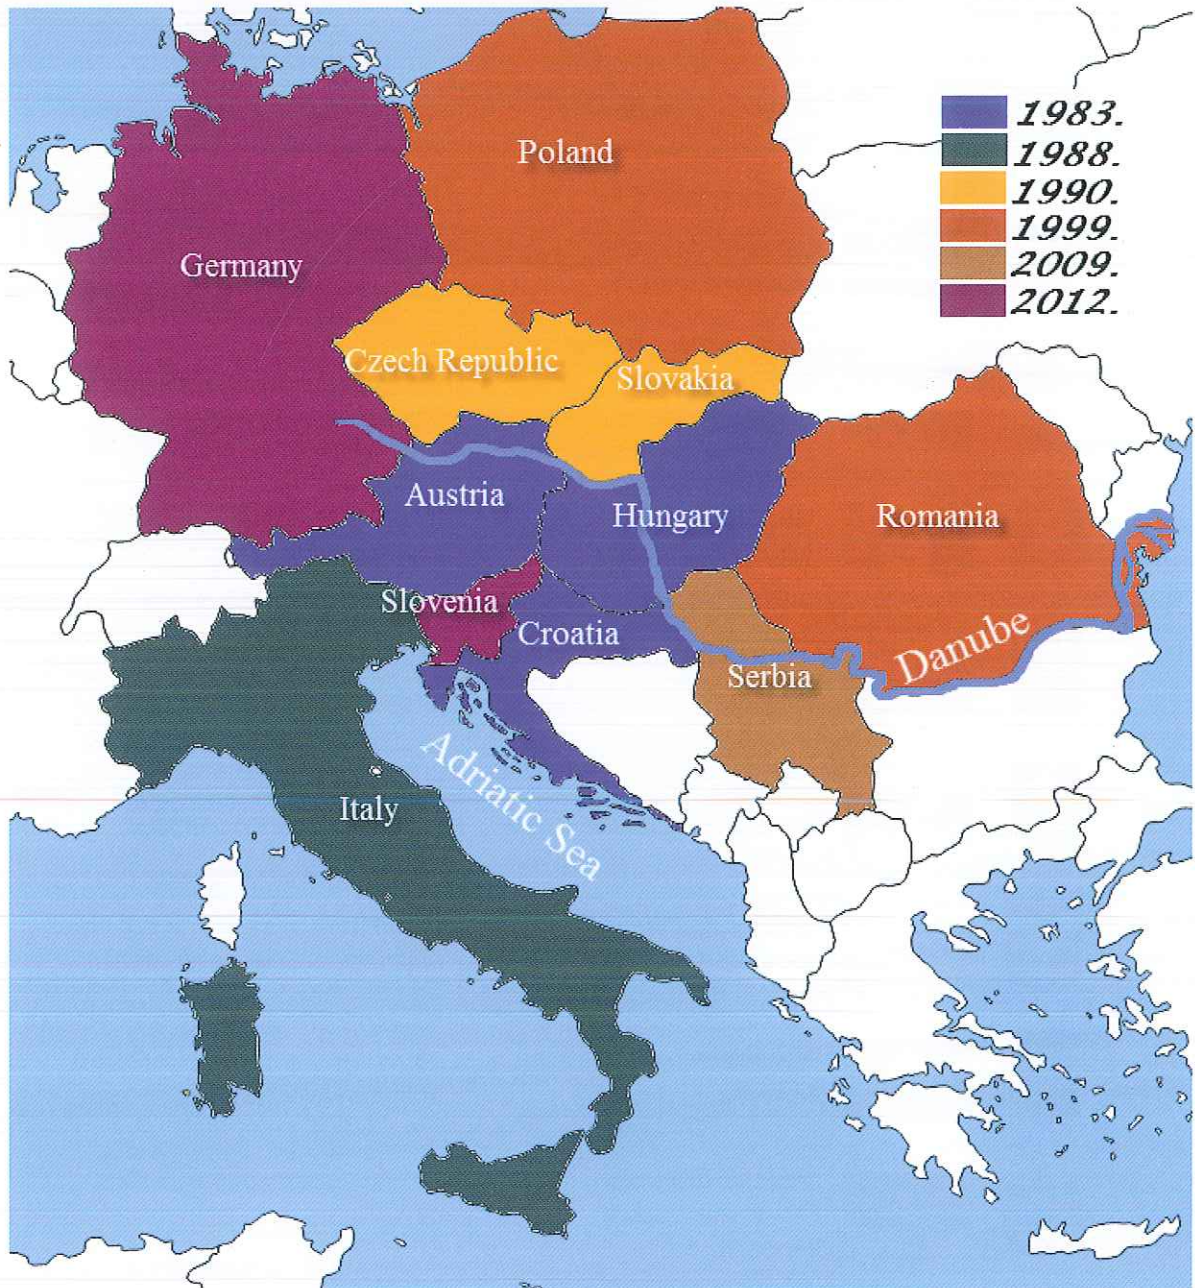 1983.
Poland
1988.
1990.
1999.
Germany
2009.
2012.
Czech Republic
Slovakia
Austria
Hungary
Romania
Slovenia
Croatia
Danube
Serbia
Adriatic Sea
Italy